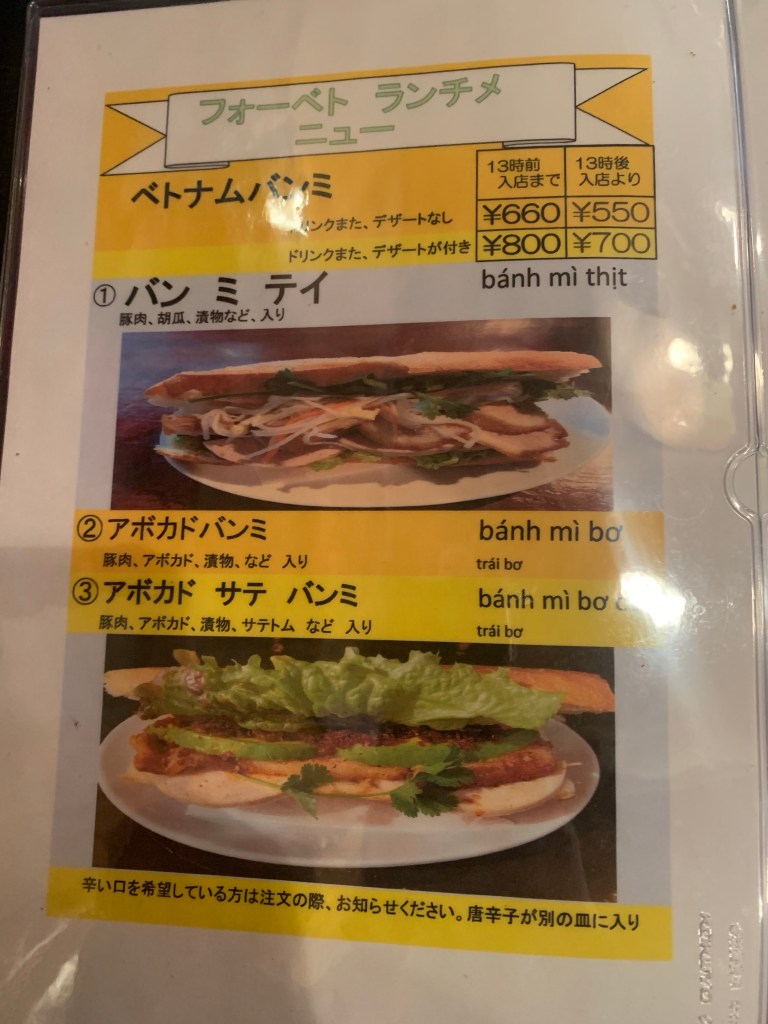 フォーベト ランチメ
ニュー
ベトナムバンミ
13時前
入店まで
13時後
入店より
ドリンクまた、デザートなし
¥660 ¥550
ドリンクまた、デザートが付き
¥800 ¥700
① バン ミ テイ bánh mì thịt
豚肉、胡瓜、漬物など、入り
② アボカドバンミ bánh mì bơ
豚肉、アボカド、漬物、など 入り trái bơ
③ アボカド サテ バンミ bánh mì bơ
豚肉、アボカド、漬物、サテトム など 入り trái bơ
辛い口を希望している方は注文の際、お知らせください。唐辛子が別の皿に入り